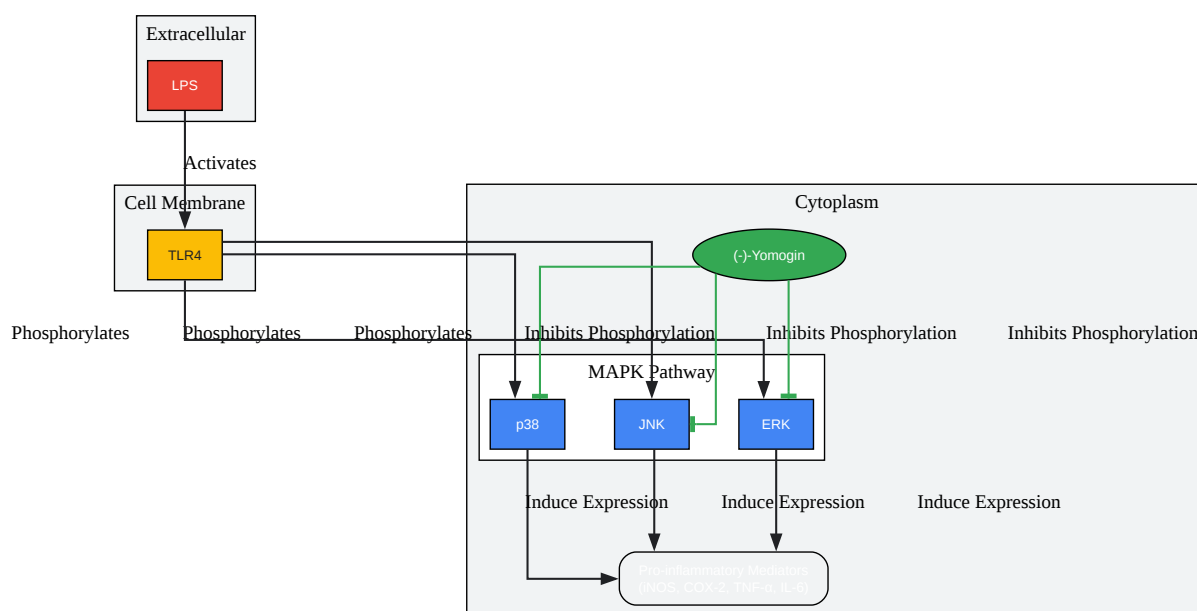 Extracellular
LPS
Activates
Cell Membrane
TLR4
Cytoplasm
(-)-Yomogin
Phosphorylates
Phosphorylates
Phosphorylates
Inhibits Phosphorylation
Inhibits Phosphorylation
Inhibits Phosphorylation
MAPK Pathway
p38
JNK
ERK
Induce Expression
Induce Expression
Induce Expression
Pro-inflammatory Mediators
(iNOS, COX-2, TNF-α, IL-6)